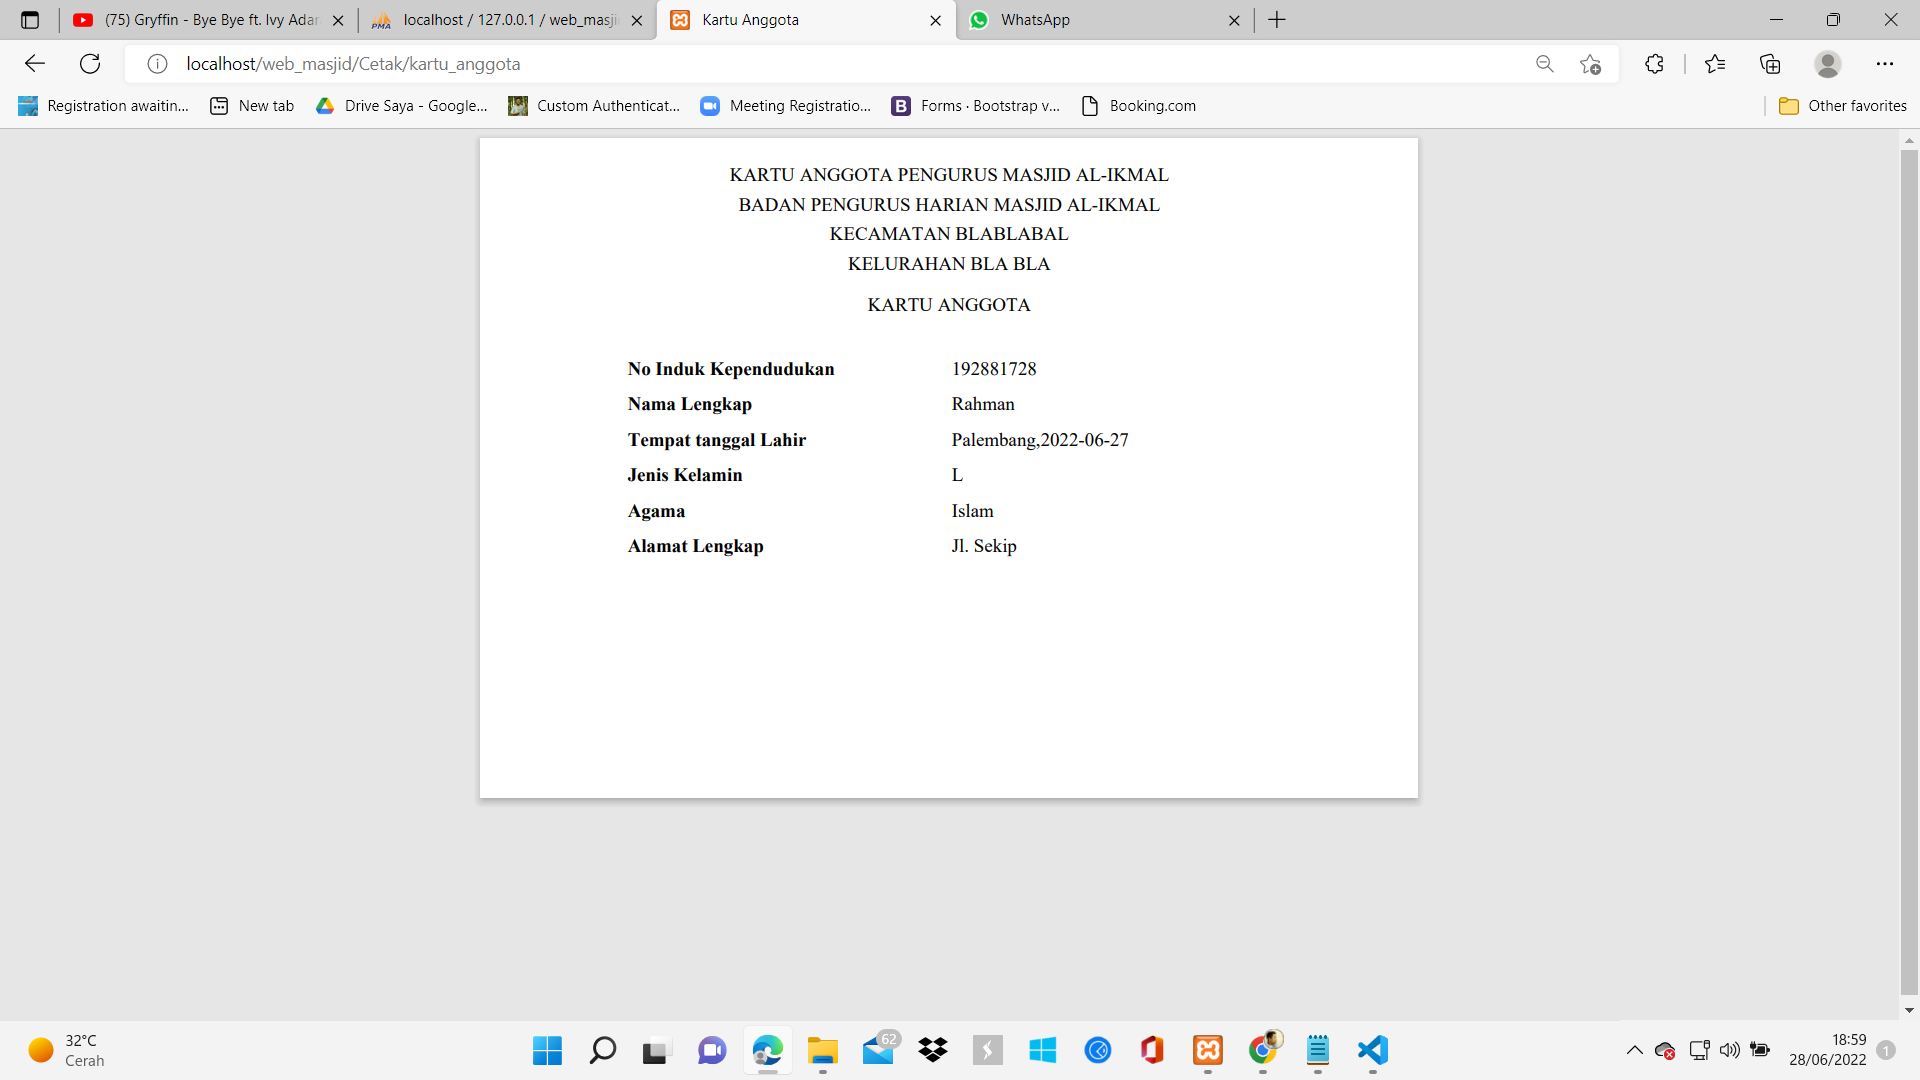 (75) Gryffin - Bye Bye ft. Ivy Adar
localhost / 127.0.0.1 / web_masji
Kartu Anggota
WhatsApp
localhost/web_masjid/Cetak/kartu_anggota
Registration awaitin...
New tab
Drive Saya - Google...
Custom Authenticat...
Meeting Registratio...
B
Forms · Bootstrap v...
Booking.com
Other favorites
KARTU ANGGOTA PENGURUS MASJID AL-IKMAL
BADAN PENGURUS HARIAN MASJID AL-IKMAL
KECAMATAN BLABLABAL
KELURAHAN BLA BLA
KARTU ANGGOTA
No Induk Kependudukan 192881728
Nama Lengkap Rahman
Tempat tanggal Lahir Palembang,2022-06-27
Jenis Kelamin L
Agama Islam
Alamat Lengkap Jl. Sekip
32°C
Cerah
62
18:59
28/06/2022
1